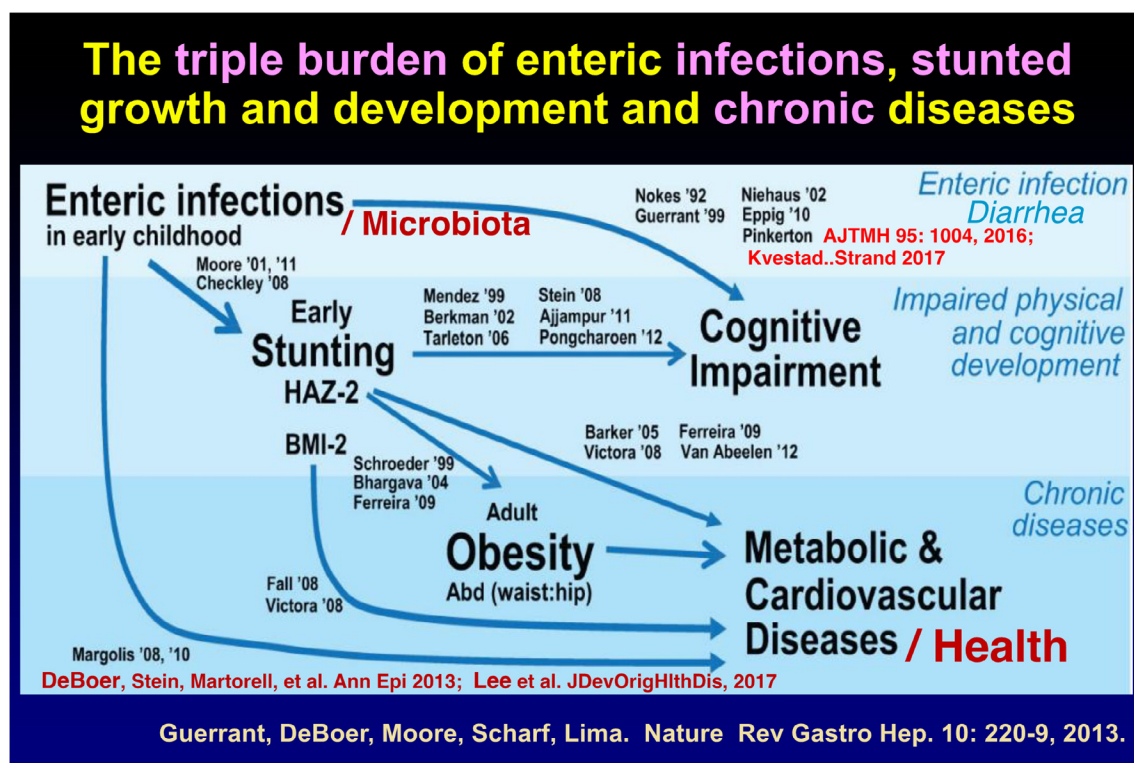 The triple burden of enteric infections, stunted
growth and development and chronic diseases
Enteric infections / Microbiota
in early childhood
Nokes ’92
Guerrant ’99
Niehaus ’02
Eppig ’10
Pinkerton AJTMH 95: 1004, 2016;
Kvestad..Strand 2017
Enteric infection
Diarrhea
Moore ’01, ’11
Checkley ’08
Early
Stunting
HAZ-2
Mendez ’99
Berkman ’02
Tarleton ’06
Stein ’08
Ajjampur ’11
Pongcharoen ’12
Cognitive
Impairment
Impaired physical
and cognitive
development
BMI-2
Schroeder ’99
Bhargava ’04
Ferreira ’09
Barker ’05
Victora ’08
Ferreira ’09
Van Abeelen ’12
Chronic
diseases
Adult
Obesity
Abd (waist:hip)
Metabolic &
Cardiovascular
Diseases / Health
Fall ’08
Victora ’08
Margolis ’08, ’10
DeBoer, Stein, Martorell, et al. Ann Epi 2013; Lee et al. JDevOrigHlthDis, 2017
Guerrant, DeBoer, Moore, Scharf, Lima. Nature Rev Gastro Hep. 10: 220-9, 2013.